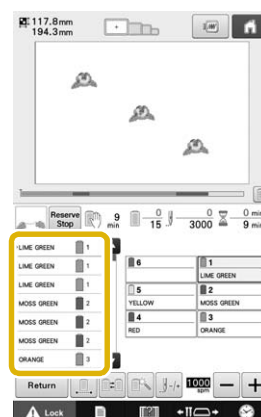 117.8mm
194.3mm
Reserve
Stop
9
min
0
15
0
3000
0 min
9 min
LIME GREEN 1
LIME GREEN 1
LIME GREEN 1
MOSS GREEN 2
MOSS GREEN 2
MOSS GREEN 2
ORANGE 3
6
1
LIME GREEN
5
YELLOW
2
MOSS GREEN
4
RED
3
ORANGE
Return
1000
spm
Lock